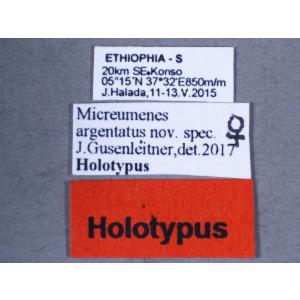 ETHIOPHIA - S
20km SE.Konso
05°15´N 37°32'E850m/m
J.Halada,11-13.V.2015
Micreumenes
argentatus nov. spec. ♀
J.Gusenleitner,det.2017
Holotypus
Holotypus